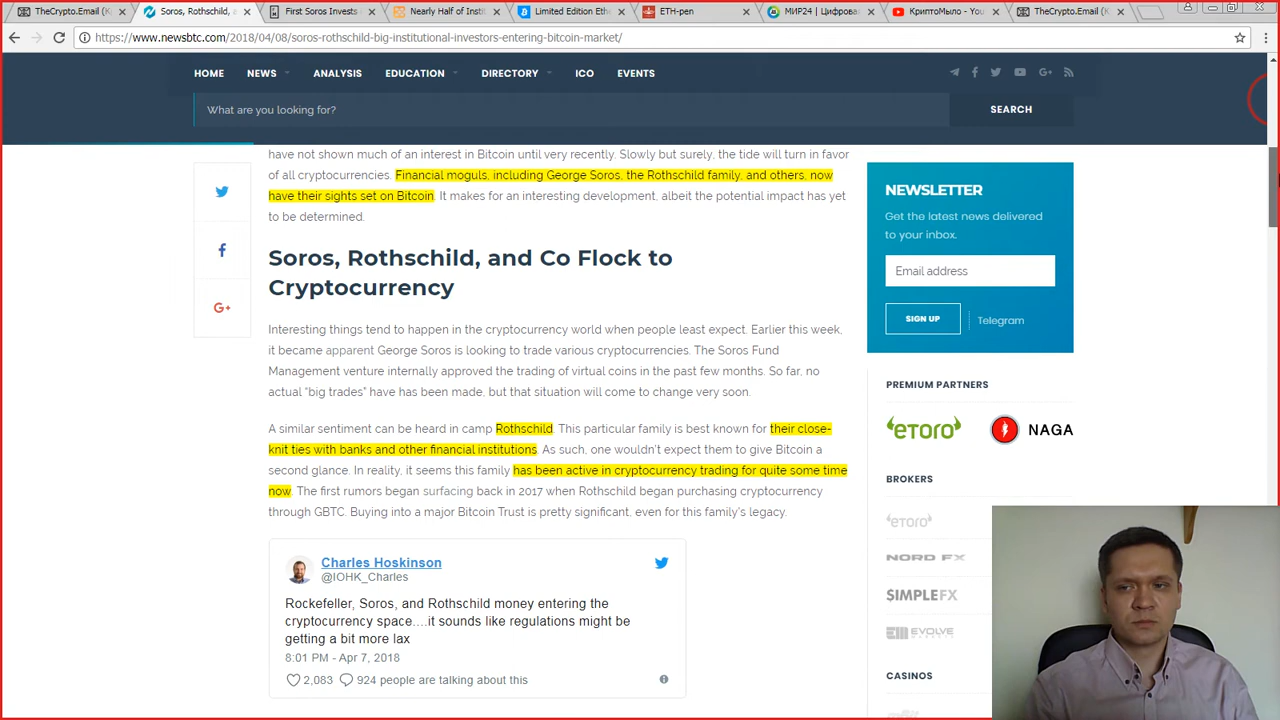 TheCrypto.Email (К
Soros, Rothschild, a
First Soros Invests
Nearly Half of Instit
Limited Edition Ethe
ETH-pen
МИР24 | Цифровa
КриптоМыло - You
TheCrypto.Email (К
https://www.newsbtc.com/2018/04/08/soros-rothschild-big-institutional-investors-entering-bitcoin-market/
HOME NEWS ANALYSIS EDUCATION DIRECTORY ICO EVENTS
What are you looking for?
SEARCH
have not shown much of an interest in Bitcoin until very recently. Slowly but surely, the tide will turn in favor
of all cryptocurrencies. Financial moguls, including George Soros, the Rothschild family, and others, now
have their sights set on Bitcoin. It makes for an interesting development, albeit the potential impact has yet
to be determined.
Soros, Rothschild, and Co Flock to
Cryptocurrency
Interesting things tend to happen in the cryptocurrency world when people least expect. Earlier this week,
it became apparent George Soros is looking to trade various cryptocurrencies. The Soros Fund
Management venture internally approved the trading of virtual coins in the past few months. So far, no
actual “big trades” have has been made, but that situation will come to change very soon.
A similar sentiment can be heard in camp Rothschild. This particular family is best known for their close-
knit ties with banks and other financial institutions. As such, one wouldn’t expect them to give Bitcoin a
second glance. In reality, it seems this family has been active in cryptocurrency trading for quite some time
now. The first rumors began surfacing back in 2017 when Rothschild began purchasing cryptocurrency
through GBTC. Buying into a major Bitcoin Trust is pretty significant, even for this family’s legacy.
Charles Hoskinson
@IOHK_Charles
Rockefeller, Soros, and Rothschild money entering the
cryptocurrency space....it sounds like regulations might be
getting a bit more lax
8:01 PM - Apr 7, 2018
2,083 924 people are talking about this
NEWSLETTER
Get the latest news delivered
to your inbox.
Email address
SIGN UP Telegram
PREMIUM PARTNERS
eToro NAGA
BROKERS
eToro
NORD FX
SIMPLEFX
EVOLVE
MARKETS
CASINOS